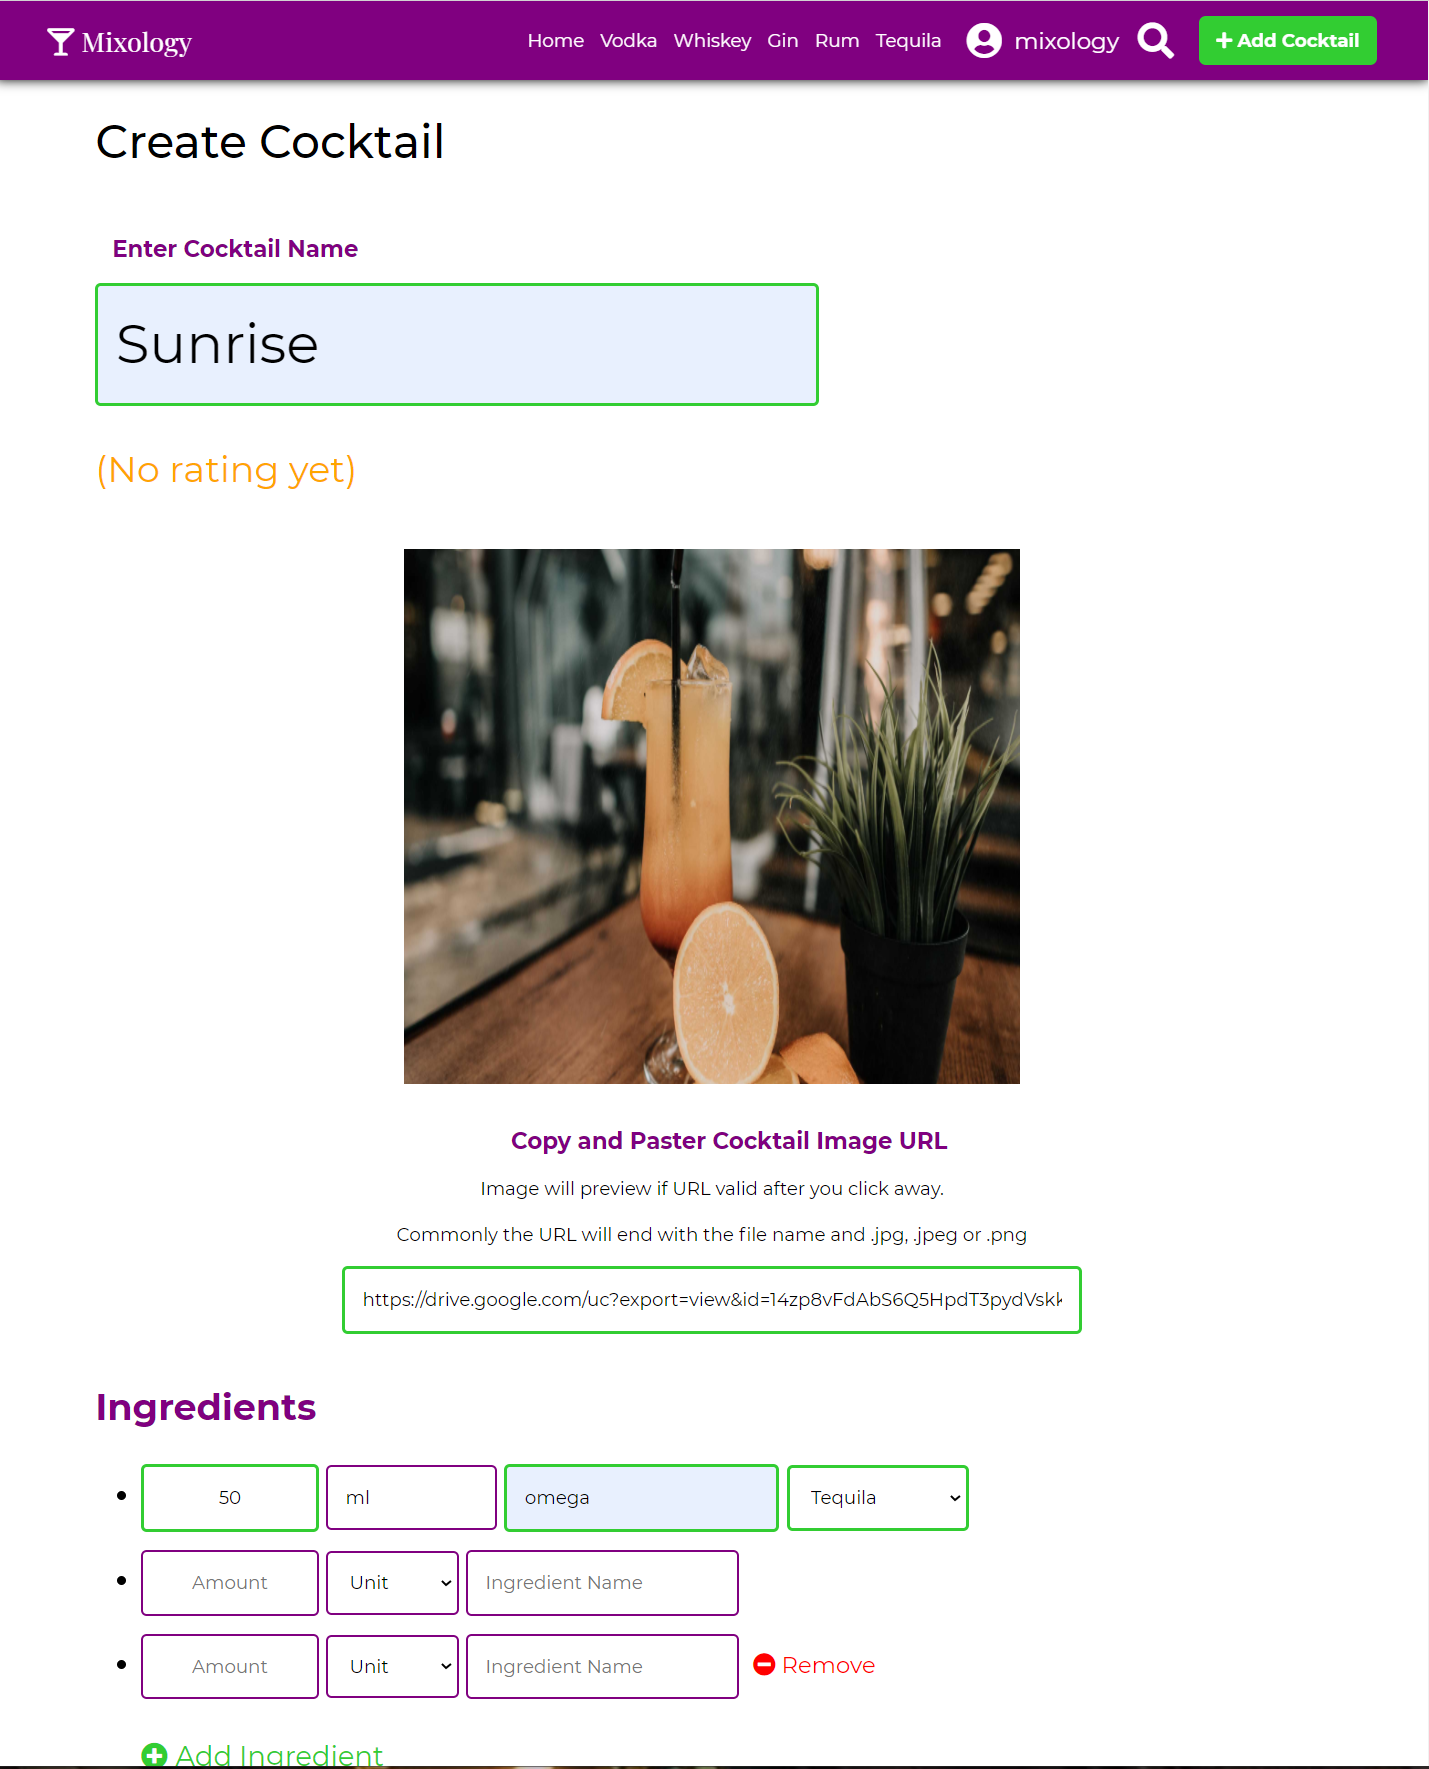 Mixology
Home Vodka Whiskey Gin Rum Tequila mixology Add Cocktail
Create Cocktail
Enter Cocktail Name
Sunrise
(No rating yet)
Copy and Paster Cocktail Image URL
Image will preview if URL valid after you click away.
Commonly the URL will end with the file name and .jpg, .jpeg or .png
https://drive.google.com/uc?export=view&id=14zp8vFdAbS6Q5HpdT3pydVskk
Ingredients
50 ml omega Tequila
Amount Unit Ingredient Name
Amount Unit Ingredient Name Remove
Add Ingredient